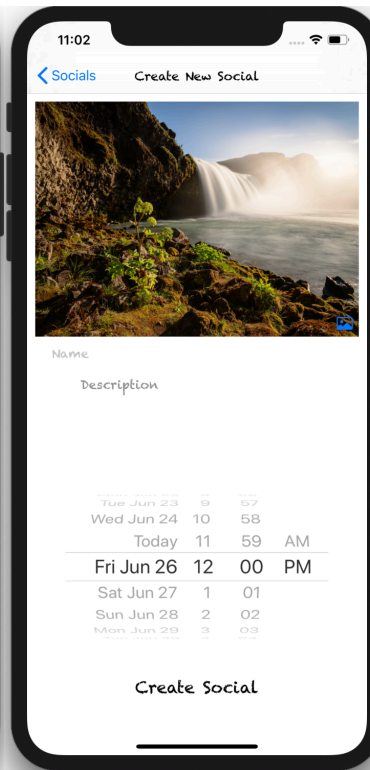 11:02
Socials Create New Social
Name
Description
Tue Jun 23 9 57
Wed Jun 24 10 58
Today 11 59 AM
Fri Jun 26 12 00 PM
Sat Jun 27 1 01
Sun Jun 28 2 02
Mon Jun 29 3 03
Create Social